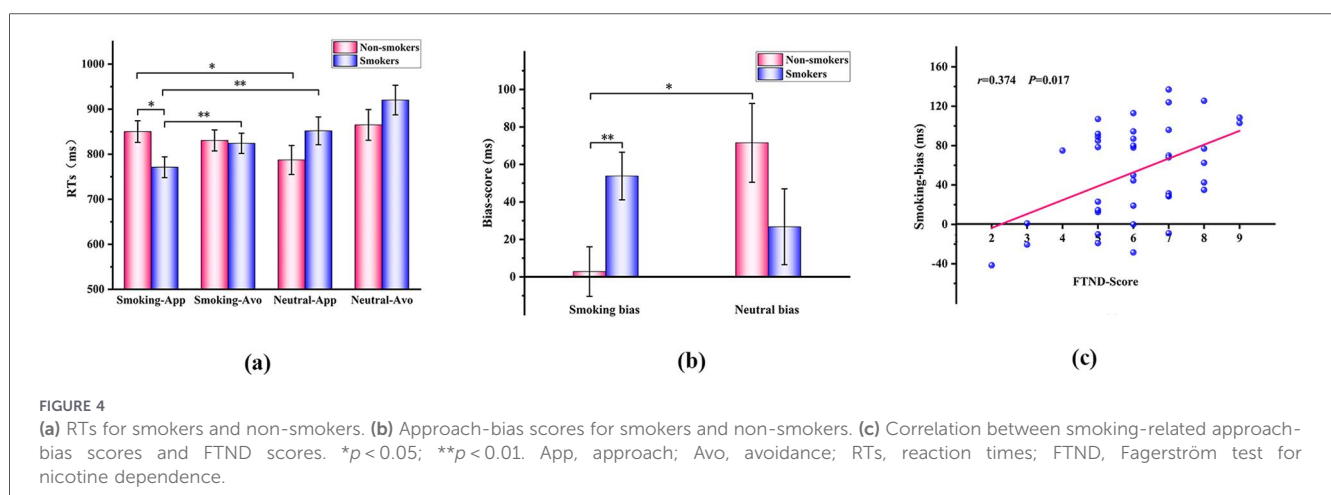 Non-smokers
Smokers
1000
900
800
700
600
500
RTs (ms)
*
**
*
**
Smoking-App Smoking-Avo Neutral-App Neutral-Avo
(a)
Non-smokers
Smokers
100
80
60
40
20
0
Bias-score (ms)
*
**
Smoking bias Neutral bias
(b)
160
120
80
40
0
-40
Smoking-bias (ms)
r=0.374 P=0.017
2 3 4 5 6 7 8 9
FTND-Score
(c)
FIGURE 4
(a) RTs for smokers and non-smokers. (b) Approach-bias scores for smokers and non-smokers. (c) Correlation between smoking-related approach-
bias scores and FTND scores. *p < 0.05; **p < 0.01. App, approach; Avo, avoidance; RTs, reaction times; FTND, Fagerström test for
nicotine dependence.